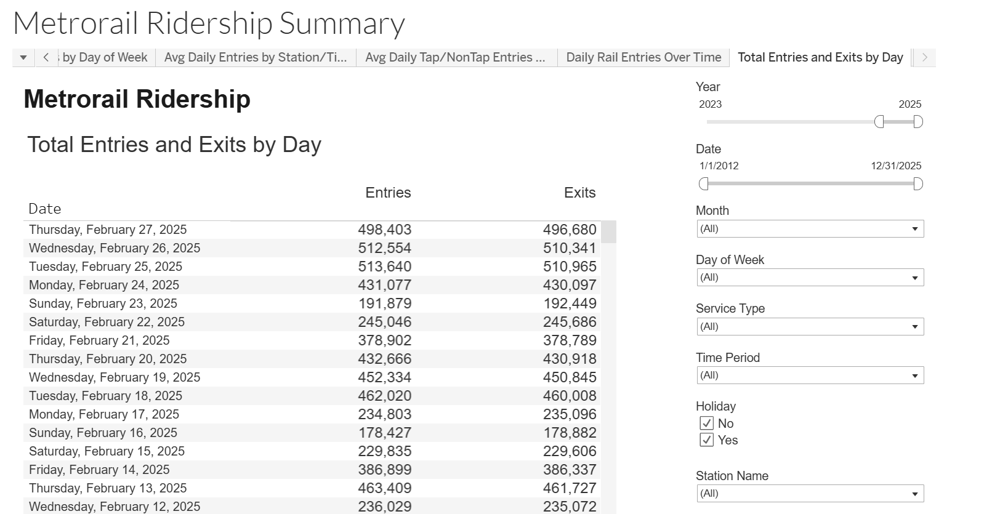 Metrorail Ridership Summary
by Day of Week
Avg Daily Entries by Station/Ti...
Avg Daily Tap/NonTap Entries ...
Daily Rail Entries Over Time
Total Entries and Exits by Day
Metrorail Ridership
Total Entries and Exits by Day
Date Entries Exits
Thursday, February 27, 2025 498,403 496,680
Wednesday, February 26, 2025 512,554 510,341
Tuesday, February 25, 2025 513,640 510,965
Monday, February 24, 2025 431,077 430,097
Sunday, February 23, 2025 191,879 192,449
Saturday, February 22, 2025 245,046 245,686
Friday, February 21, 2025 378,902 378,789
Thursday, February 20, 2025 432,666 430,918
Wednesday, February 19, 2025 452,334 450,845
Tuesday, February 18, 2025 462,020 460,008
Monday, February 17, 2025 234,803 235,096
Sunday, February 16, 2025 178,427 178,882
Saturday, February 15, 2025 229,835 229,606
Friday, February 14, 2025 386,899 386,337
Thursday, February 13, 2025 463,409 461,727
Wednesday, February 12, 2025 236,029 235,072
Year
2023 2025
Date
1/1/2012 12/31/2025
Month
(All)
Day of Week
(All)
Service Type
(All)
Time Period
(All)
Holiday
No
Yes
Station Name
(All)